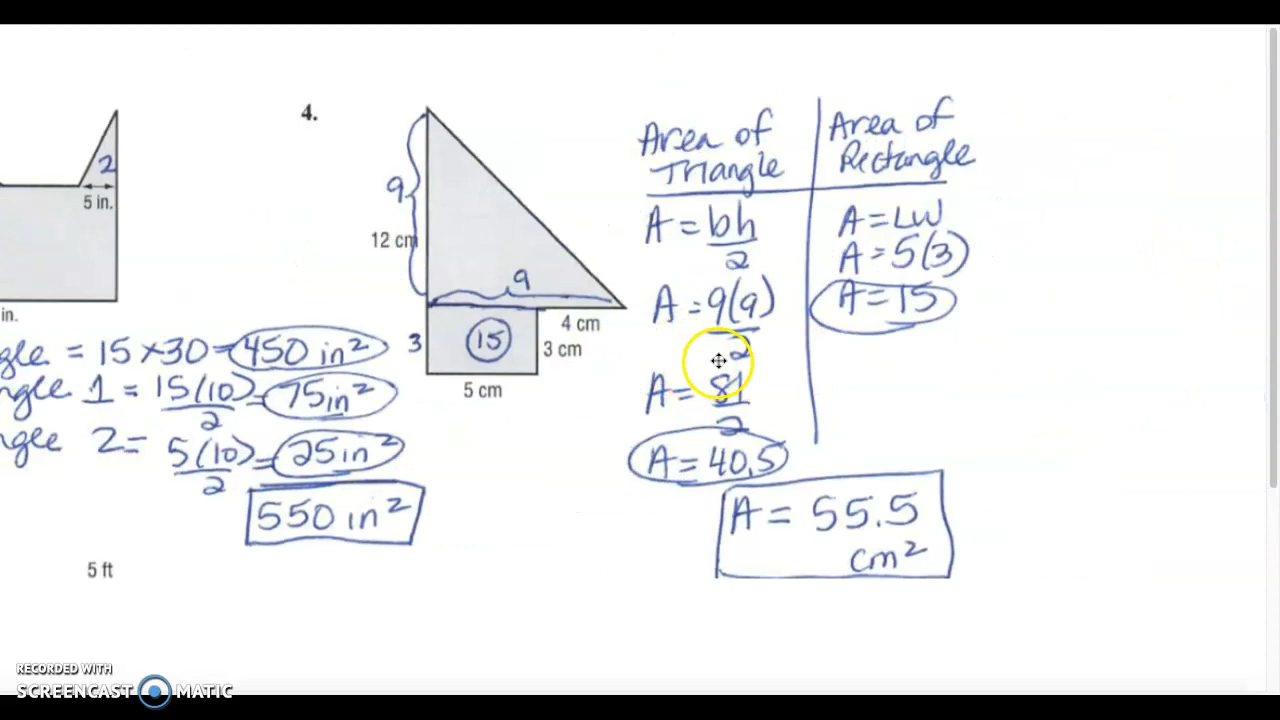 2
5 in.
in.
ngle = 15 x 30 = 450 in²
ngle 1 = 15(10) = 75 in²
2
ngle 2 = 5(10) = 25 in²
2
550 in²
5 ft
4.
9
12 cm
9
4 cm
3
15
3 cm
5 cm
Area of
Triangle
A = bh
2
A = 9(9)
2
A = 81
2
A = 40.5
Area of
Rectangle
A = LW
A = 5(3)
A = 15
A = 55.5
cm²
RECORDED WITH
SCREENCAST MATIC